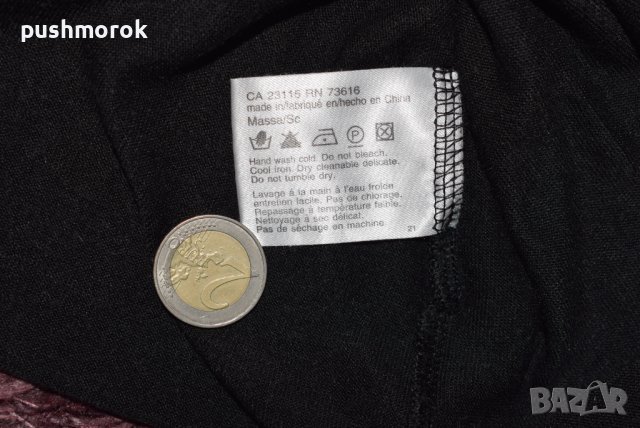 pushmorok
CA 23115 RN 73616
made in/fabriqué en/hecho en China
Massa/Sc
P
Hand wash cold. Do not bleach.
Cool iron. Dry cleanable delicate.
Do not tumble dry.
Lavage à la main à l'eau froide
entretien facile. Pas de chlorage.
Repassage à température faible.
Nettoyage à sec délicat.
Pas de séchage en machine
21
2
BAZAR